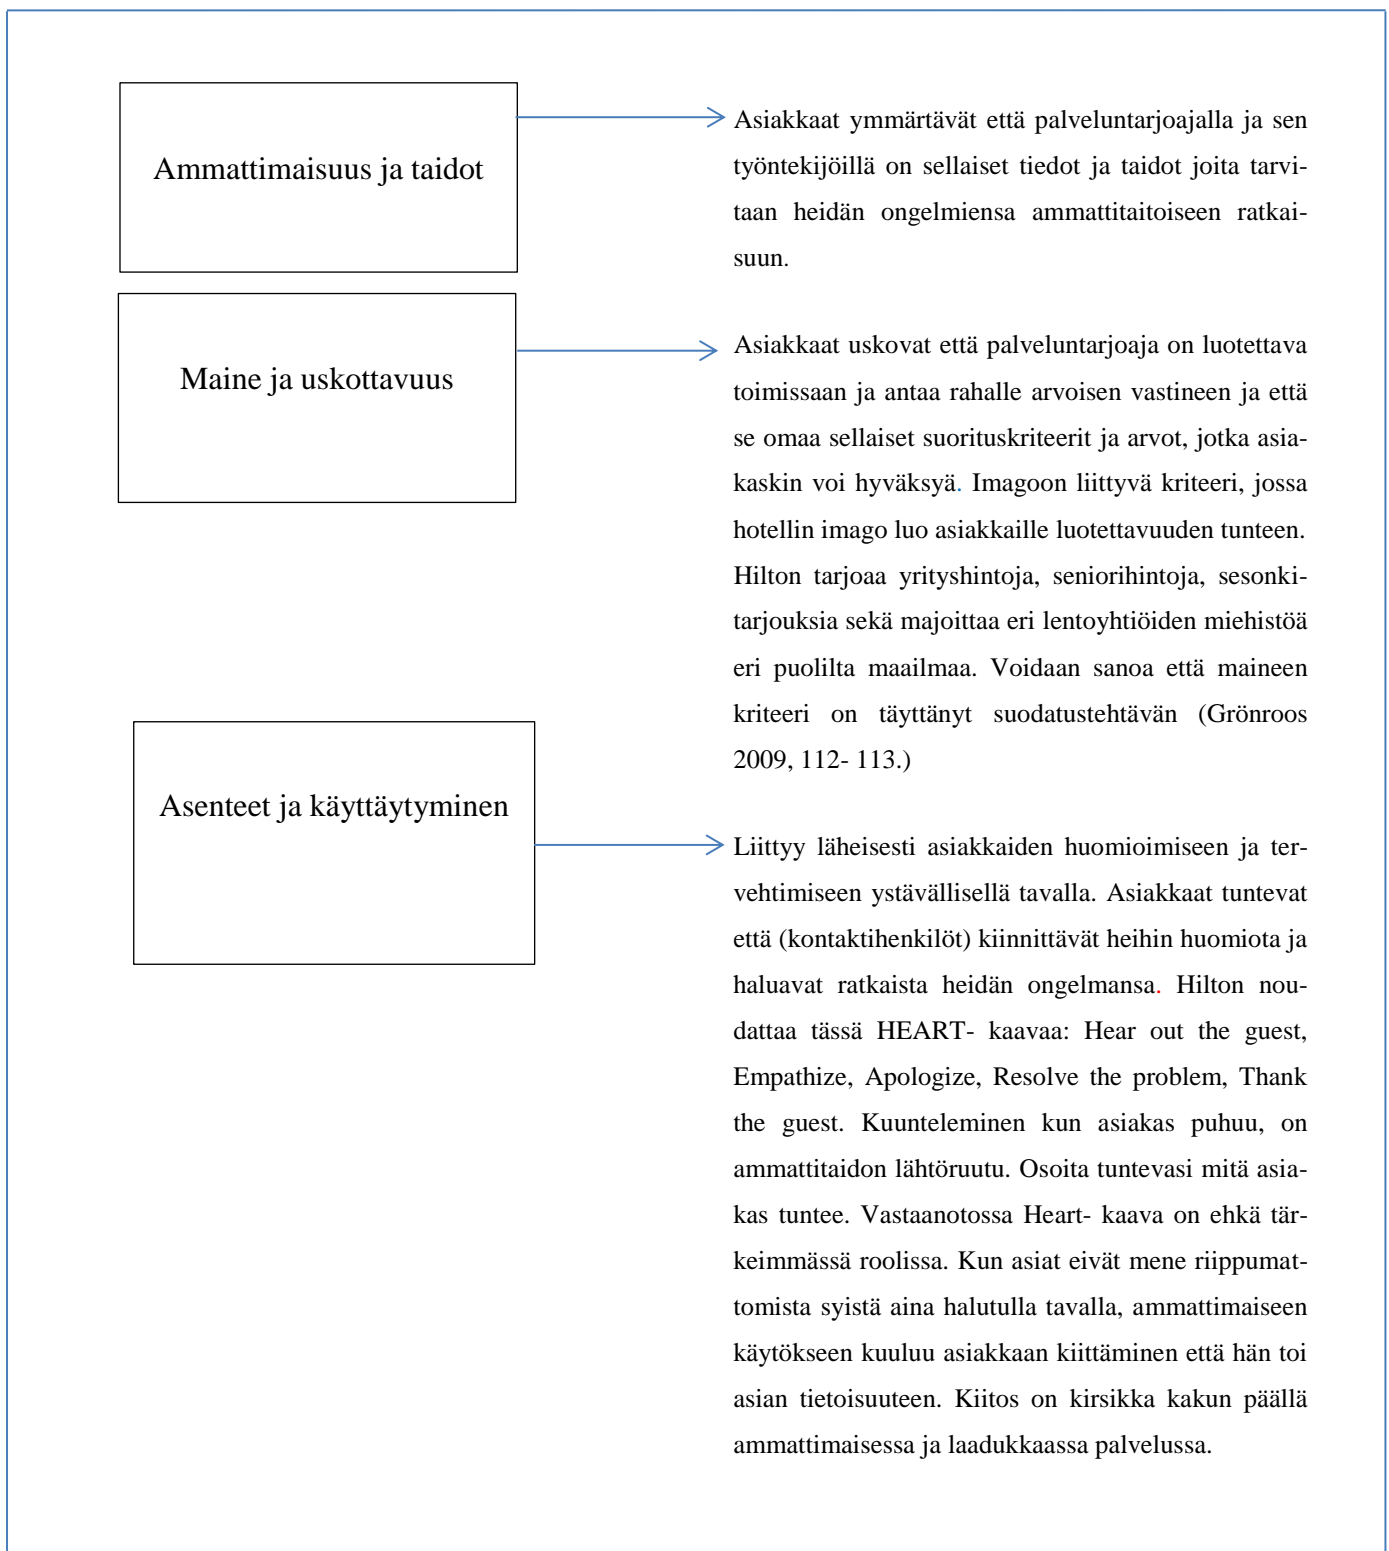 Ammattimaisuus ja taidot
Asiakkaat ymmärtävät että palveluntarjoajalla ja sen
työntekijöillä on sellaiset tiedot ja taidot joita tarvi-
taan heidän ongelmiensa ammattitaitoiseen ratkai-
suun.
Maine ja uskottavuus
Asiakkaat uskovat että palveluntarjoaja on luotettava
toimissaan ja antaa rahalle arvoisen vastineen ja että
se omaa sellaiset suorituskriteerit ja arvot, jotka asia-
kaskin voi hyväksyä. Imagoon liittyvä kriteeri, jossa
hotellin imago luo asiakkaille luotettavuuden tunteen.
Hilton tarjoaa yrityshintoja, seniorihintoja, sesonki-
tarjouksia sekä majoittaa eri lentoyhtiöiden miehistöä
eri puolilta maailmaa. Voidaan sanoa että maineen
kriteeri on täyttänyt suodatustehtävän (Grönroos
2009, 112- 113.)
Asenteet ja käyttäytyminen
Liittyy läheisesti asiakkaiden huomioimiseen ja ter-
vehtimiseen ystävällisellä tavalla. Asiakkaat tuntevat
että (kontaktihenkilöt) kiinnittävät heihin huomiota ja
haluavat ratkaista heidän ongelmansa. Hilton nou-
dattaa tässä HEART- kaavaa: Hear out the guest,
Empathize, Apologize, Resolve the problem, Thank
the guest. Kuunteleminen kun asiakas puhuu, on
ammattitaidon lähtöruutu. Osoita tuntevasi mitä asia-
kas tuntee. Vastaanotossa Heart- kaava on ehkä tär-
keimmässä roolissa. Kun asiat eivät mene riippumat-
tomista syistä aina halutulla tavalla, ammattimaiseen
käytökseen kuuluu asiakkaan kiittäminen että hän toi
asian tietoisuuteen. Kiitos on kirsikka kakun päällä
ammattimaisessa ja laadukkaassa palvelussa.